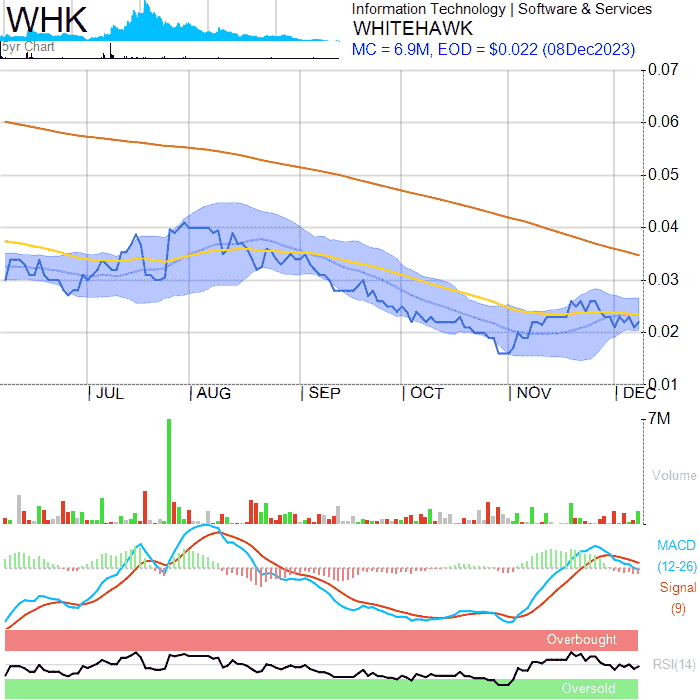 WHK
5yr Chart
Information Technology | Software & Services
WHITEHAWK
MC = 6.9M, EOD = $0.022 (08Dec2023)
0.07
0.06
0.05
0.04
0.03
0.02
0.01
JUL AUG SEP OCT NOV DEC
7M
Volume
MACD
(12-26)
Signal
(9)
Overbought
RSI(14)
Oversold